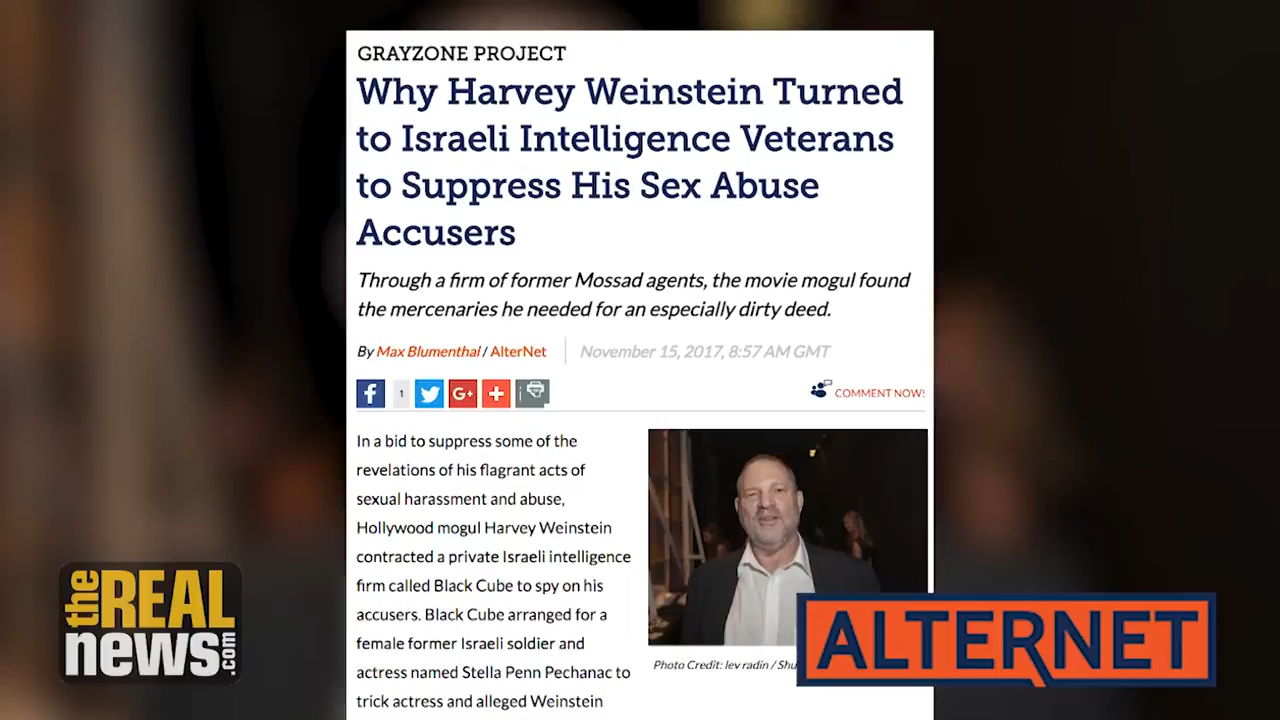 GRAYZONE PROJECT
Why Harvey Weinstein Turned
to Israeli Intelligence Veterans
to Suppress His Sex Abuse
Accusers
Through a firm of former Mossad agents, the movie mogul found
the mercenaries he needed for an especially dirty deed.
By Max Blumenthal / AlterNet November 15, 2017, 8:57 AM GMT
f 1 G+ +
COMMENT NOW!
In a bid to suppress some of the
revelations of his flagrant acts of
sexual harassment and abuse,
Hollywood mogul Harvey Weinstein
contracted a private Israeli intelligence
firm called Black Cube to spy on his
accusers. Black Cube arranged for a
female former Israeli soldier and
actress named Stella Penn Pechanac to
trick actress and alleged Weinstein
Photo Credit: lev radin / Shu
the REAL
news.com
ALTERNET